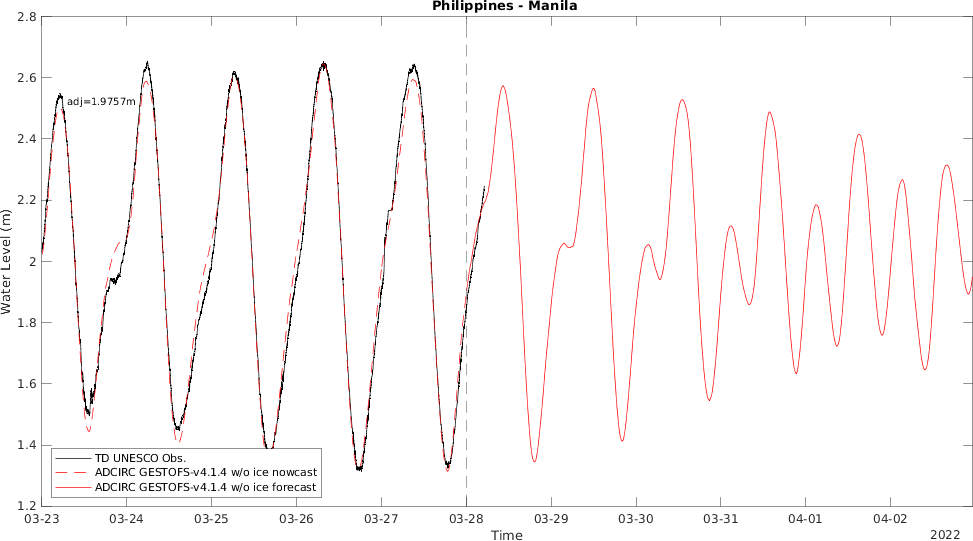 Philippines - Manila
2.8
2.6
2.4
2.2
2
1.8
1.6
1.4
1.2
Water Level (m)
adj=1.9757m
TD UNESCO Obs.
ADCIRC GESTOFS-v4.1.4 w/o ice nowcast
ADCIRC GESTOFS-v4.1.4 w/o ice forecast
03-23 03-24 03-25 03-26 03-27 03-28 03-29 03-30 03-31 04-01 04-02
Time
2022